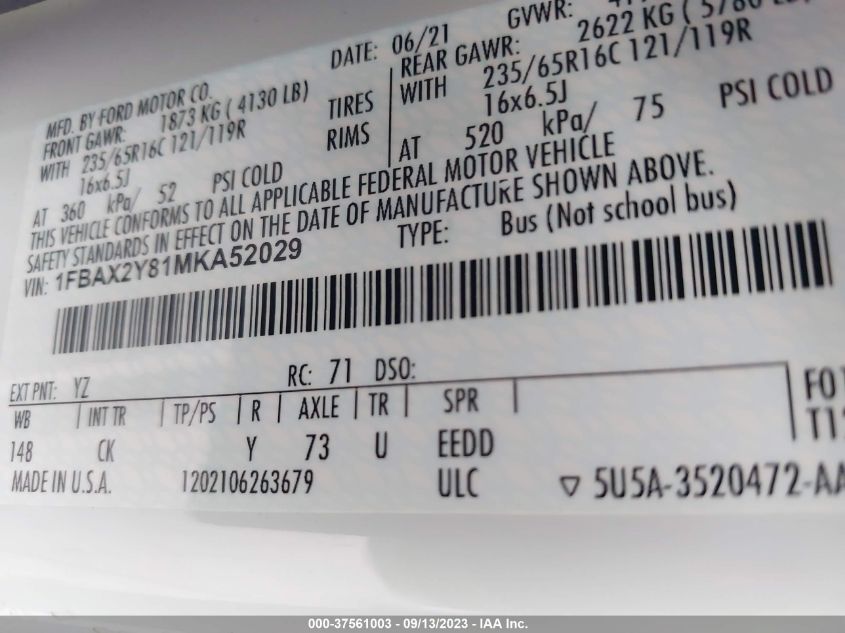 MFD. BY FORD MOTOR CO. DATE: 06/21 GVWR:
FRONT GAWR: 1873 KG ( 4130 LB) REAR GAWR: 2622 KG ( 5780 LB)
WITH 235/65R16C 121/119R TIRES WITH 235/65R16C 121/119R
16x6.5J RIMS 16x6.5J
AT 360 kPa/ 52 PSI COLD AT 520 kPa/ 75 PSI COLD
THIS VEHICLE CONFORMS TO ALL APPLICABLE FEDERAL MOTOR VEHICLE
SAFETY STANDARDS IN EFFECT ON THE DATE OF MANUFACTURE SHOWN ABOVE.
VIN: 1FBAX2Y81MKA52029 TYPE: Bus (Not school bus)
EXT PNT: YZ RC: 71 DSO:
WB INT TR TP/PS R AXLE TR SPR
148 CK Y 73 U EEDD
MADE IN U.S.A. 1202106263679 ULC ▽ 5U5A-3520472-AA
000-37561003 - 09/13/2023 - IAA Inc.